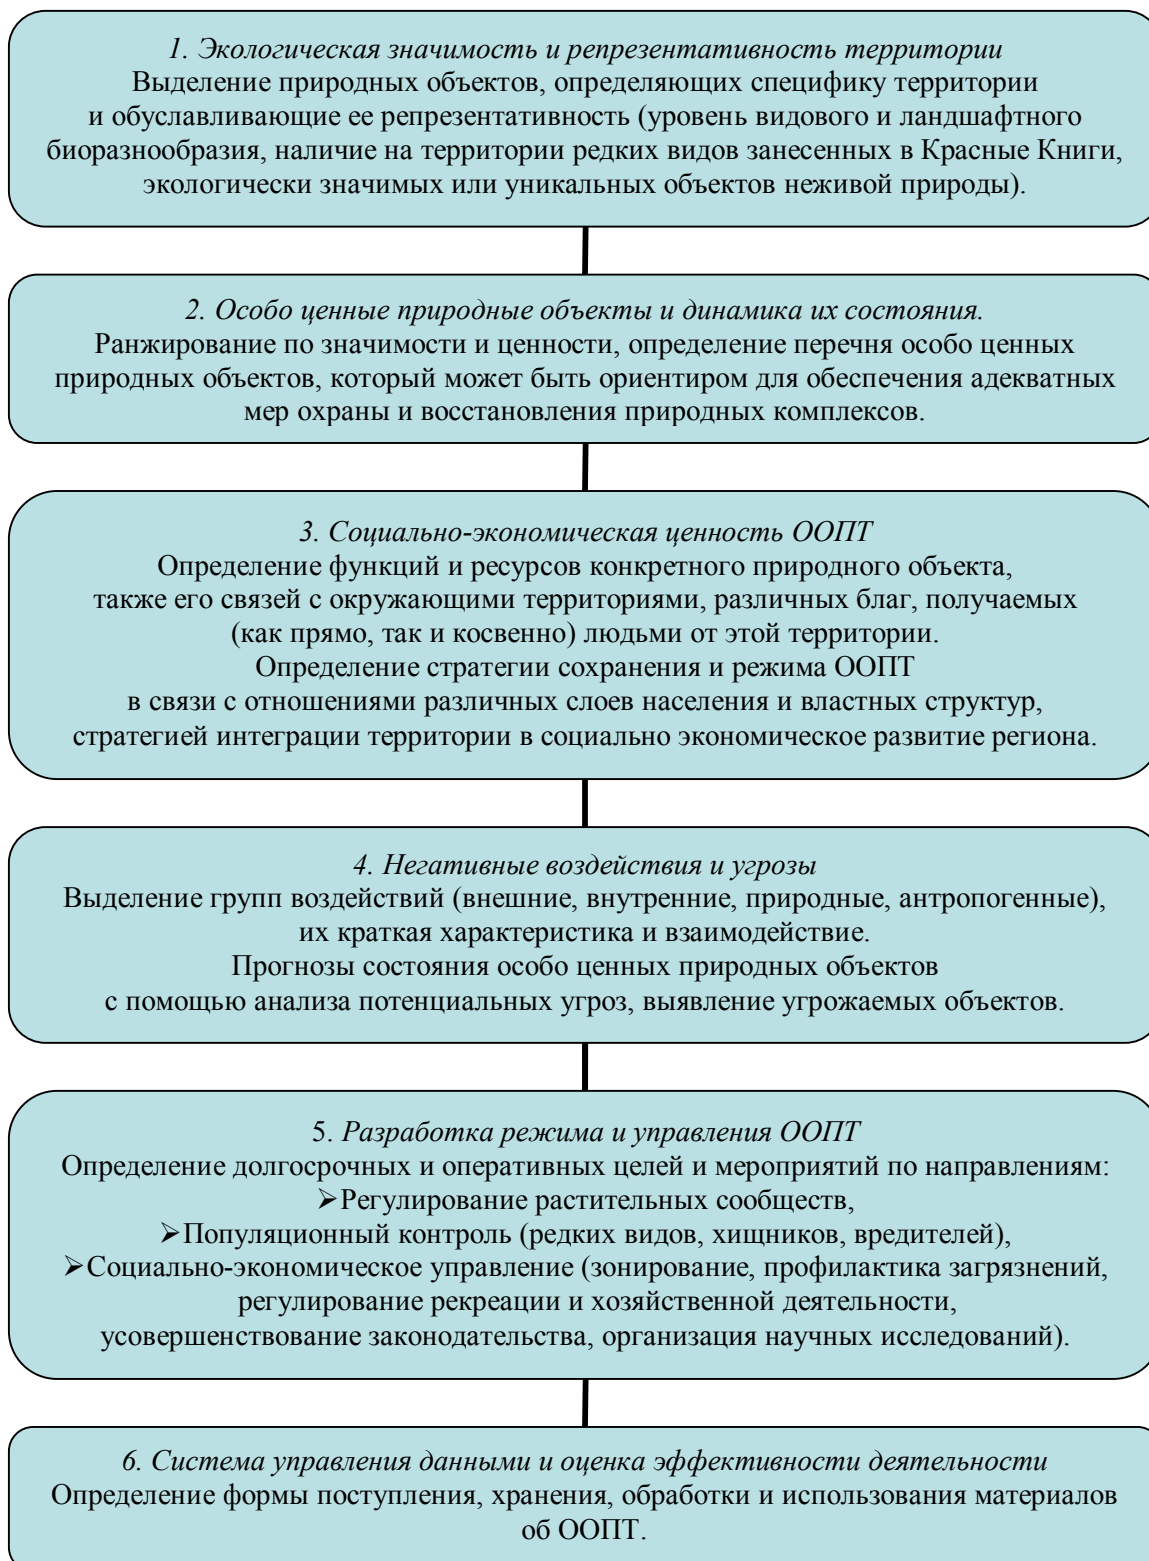 1. Экологическая значимость и репрезентативность территории
Выделение природных объектов, определяющих специфику территории
и обуславливающие ее репрезентативность (уровень видового и ландшафтного
биоразнообразия, наличие на территории редких видов занесенных в Красные Книги,
экологически значимых или уникальных объектов неживой природы).
2. Особо ценные природные объекты и динамика их состояния.
Ранжирование по значимости и ценности, определение перечня особо ценных
природных объектов, который может быть ориентиром для обеспечения адекватных
мер охраны и восстановления природных комплексов.
3. Социально-экономическая ценность ООПТ
Определение функций и ресурсов конкретного природного объекта,
также его связей с окружающими территориями, различных благ, получаемых
(как прямо, так и косвенно) людьми от этой территории.
Определение стратегии сохранения и режима ООПТ
в связи с отношениями различных слоев населения и властных структур,
стратегией интеграции территории в социально экономическое развитие региона.
4. Негативные воздействия и угрозы
Выделение групп воздействий (внешние, внутренние, природные, антропогенные),
их краткая характеристика и взаимодействие.
Прогнозы состояния особо ценных природных объектов
с помощью анализа потенциальных угроз, выявление угрожаемых объектов.
5. Разработка режима и управления ООПТ
Определение долгосрочных и оперативных целей и мероприятий по направлениям:
➢Регулирование растительных сообществ,
➢Популяционный контроль (редких видов, хищников, вредителей),
➢Социально-экономическое управление (зонирование, профилактика загрязнений,
регулирование рекреации и хозяйственной деятельности,
усовершенствование законодательства, организация научных исследований).
6. Система управления данными и оценка эффективности деятельности
Определение формы поступления, хранения, обработки и использования материалов
об ООПТ.